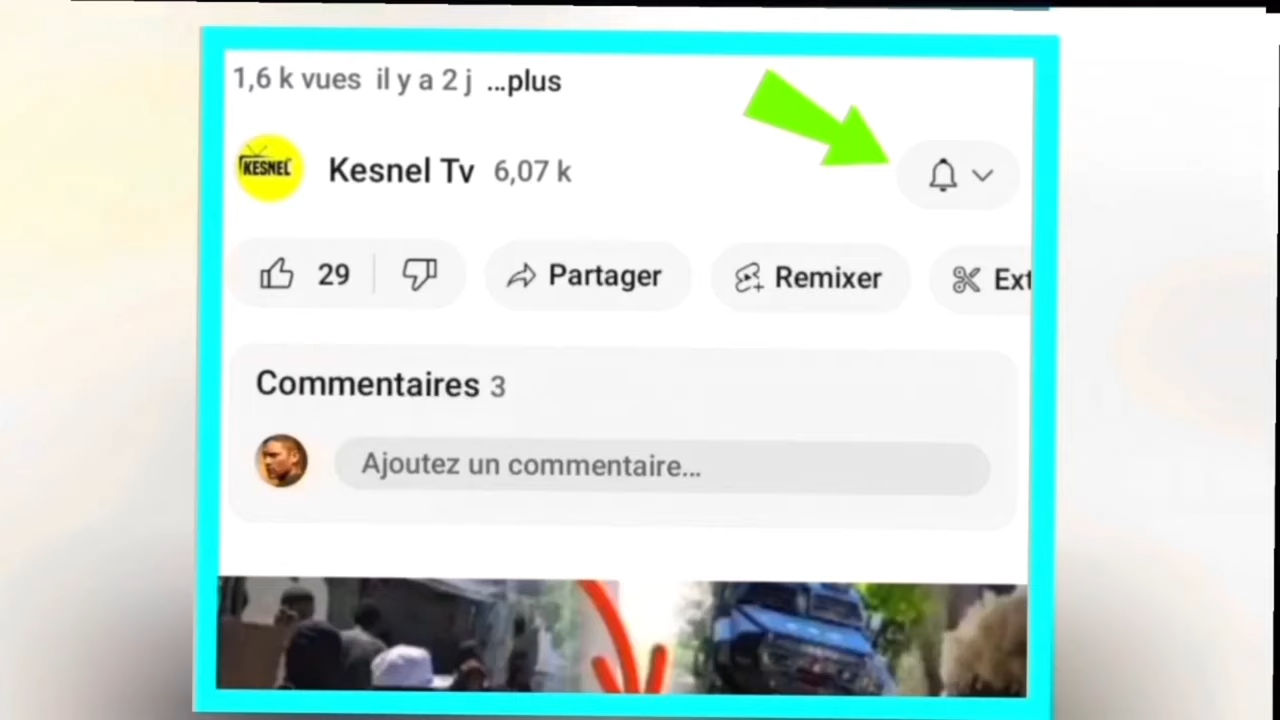 1,6 k vues il y a 2 j ...plus
KESNEL
Kesnel Tv 6,07 k
29 Partager Remixer Ext
Commentaires 3
Ajoutez un commentaire...